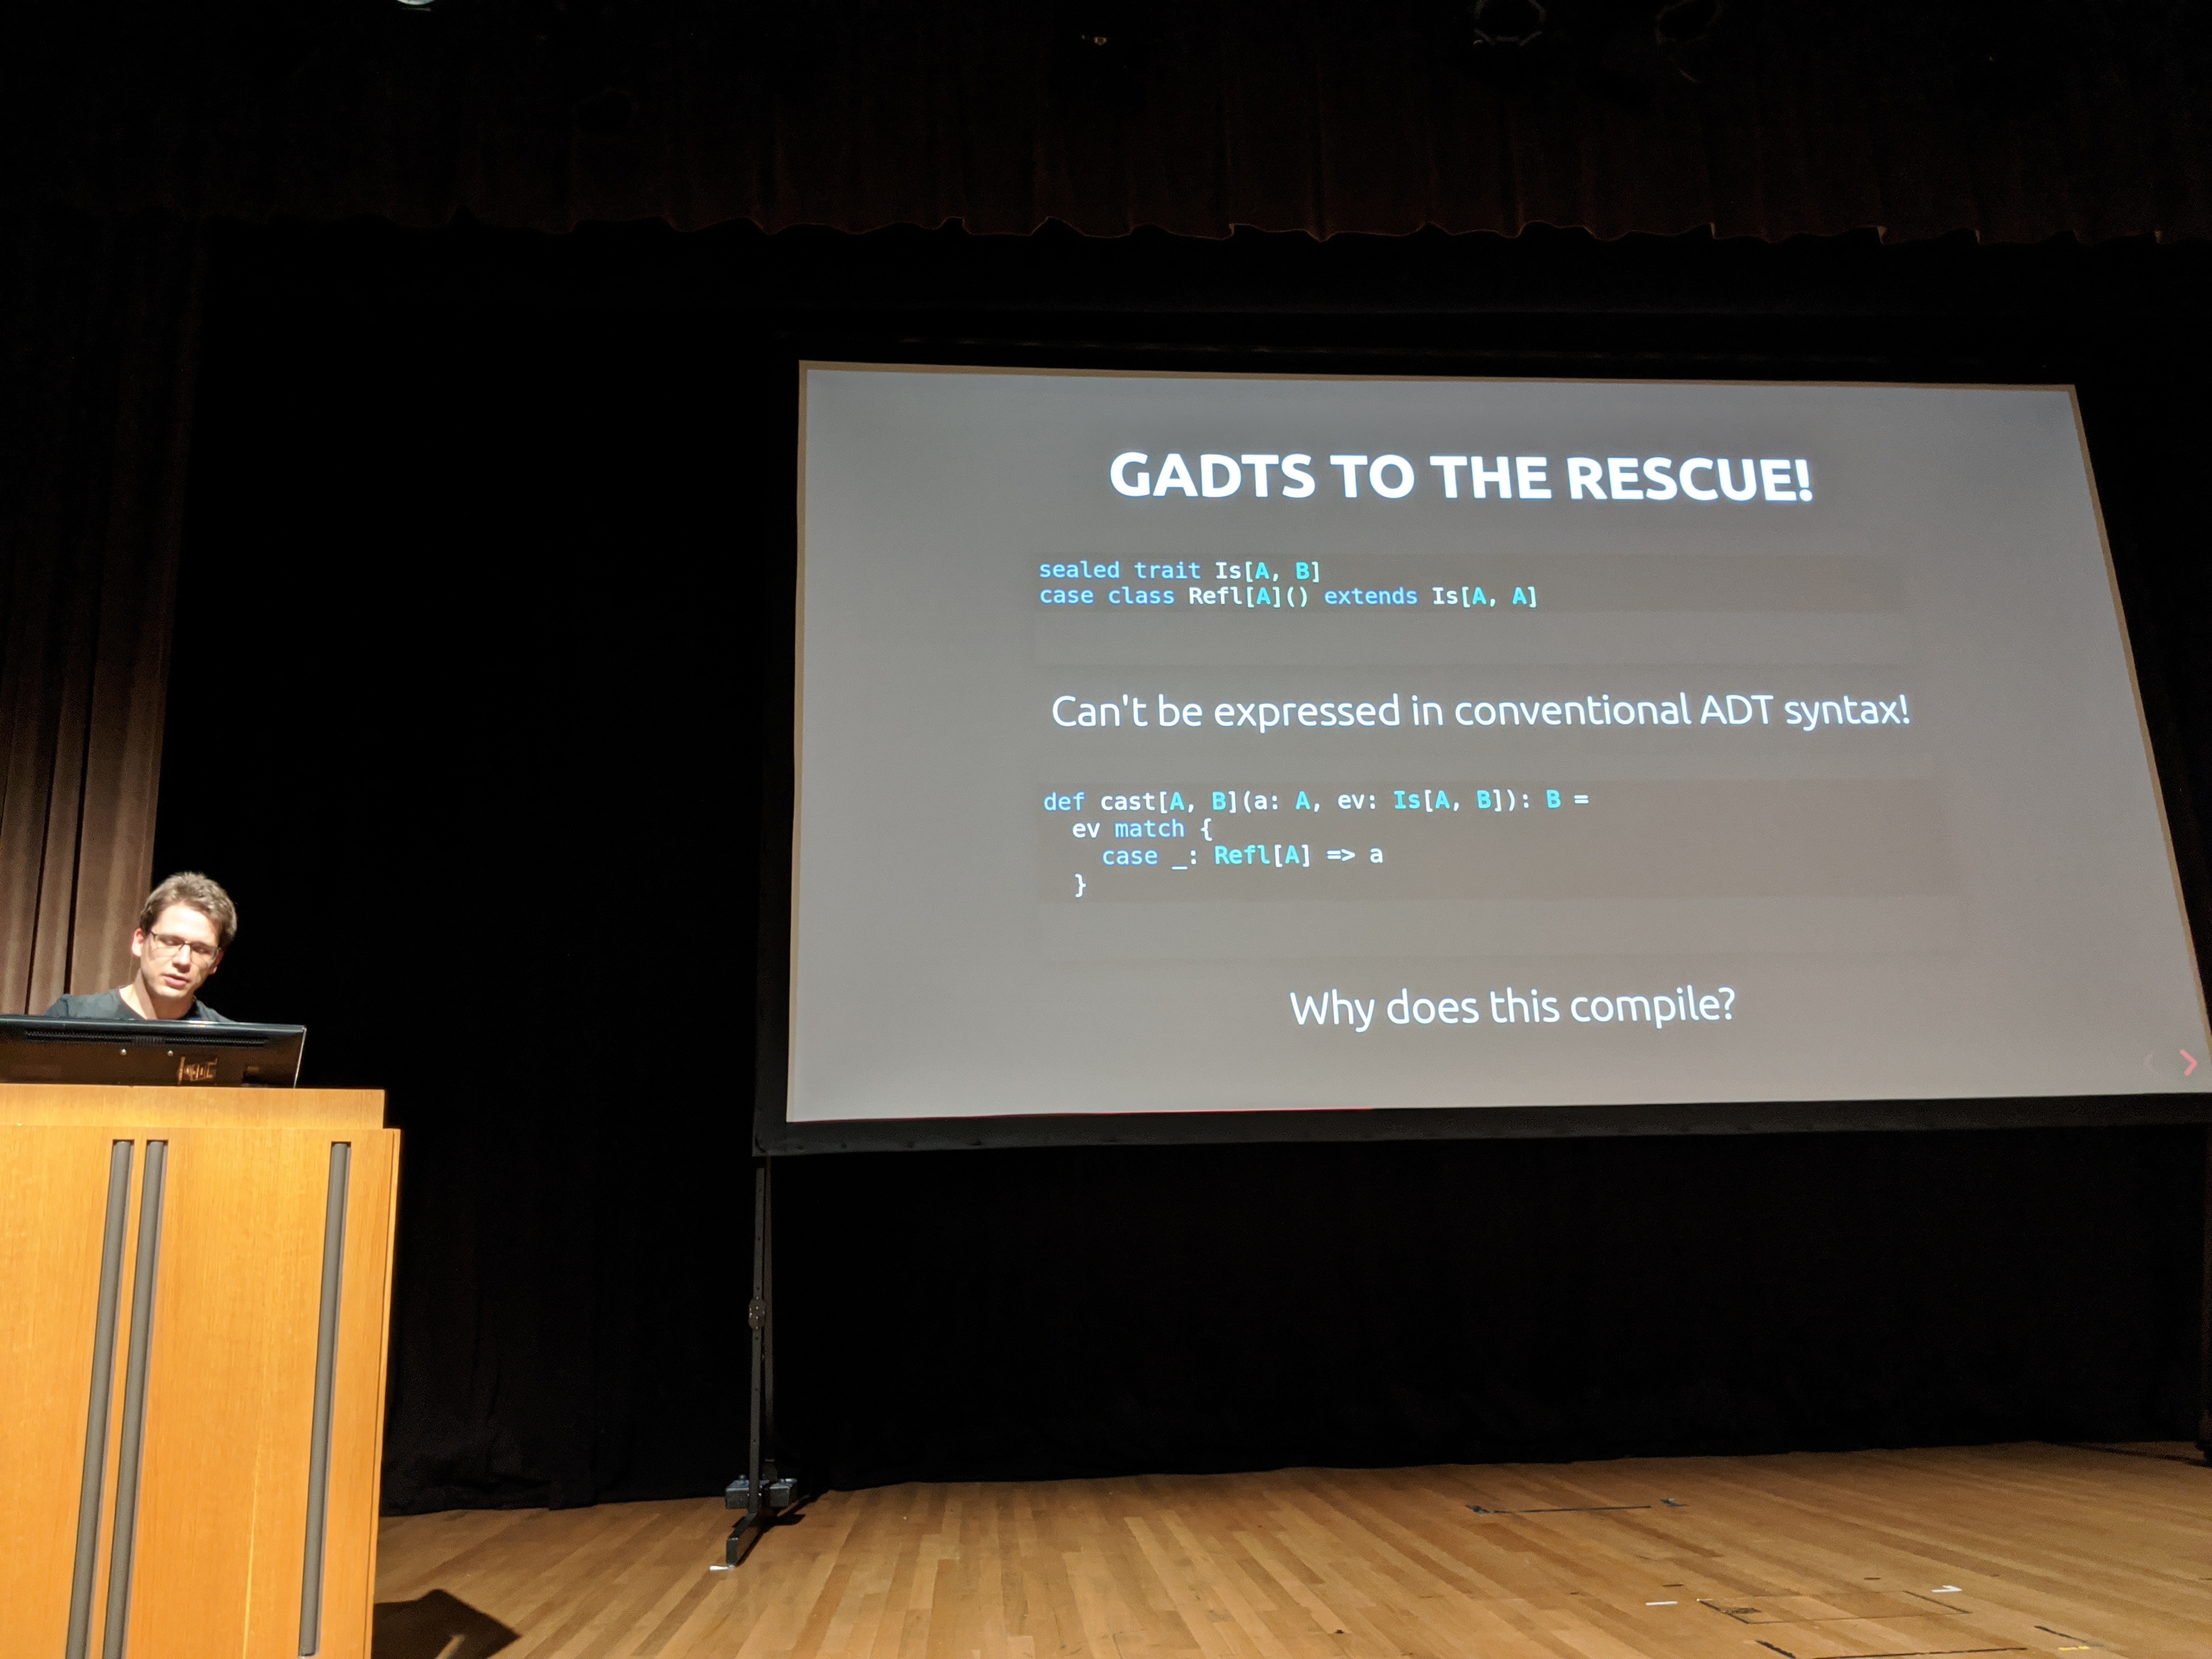 GADTS TO THE RESCUE!
sealed trait Is[A, B]
case class Refl[A]() extends Is[A, A]
Can't be expressed in conventional ADT syntax!
def cast[A, B](a: A, ev: Is[A, B]): B =
  ev match {
    case _: Refl[A] => a
  }
Why does this compile?